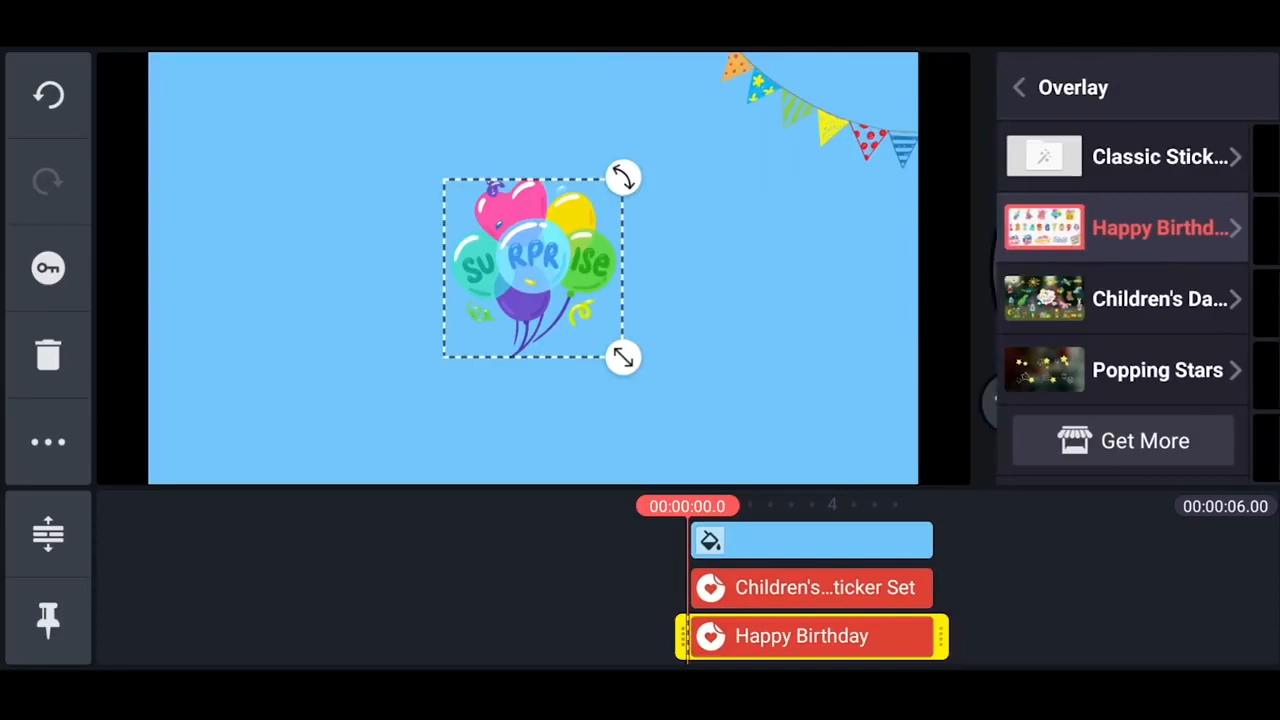 Overlay
Classic Stick...
Happy Birthd...
Children's Da...
Popping Stars
Get More
SU RPR ISe
00:00:00.0
4
00:00:06.00
Children's...ticker Set
Happy Birthday